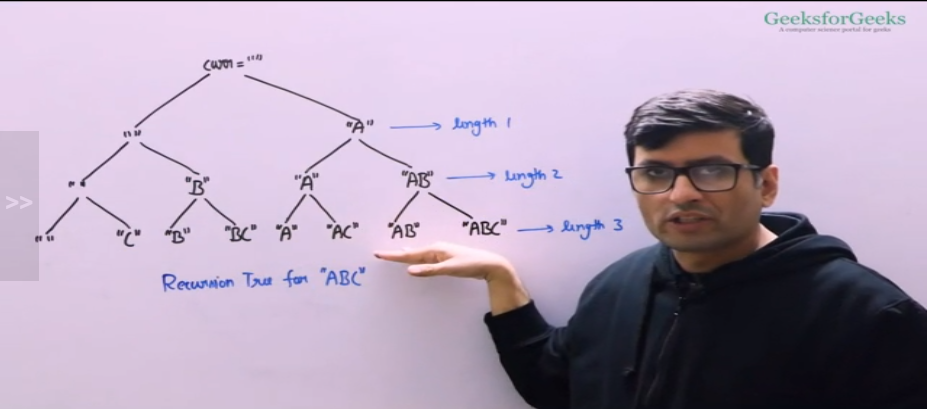 GeeksforGeeks
A computer science portal for geeks
curr = ""
"" "A" → length 1
"" "B" "A" "AB" → length 2
"" "C" "B" "BC" "A" "AC" "AB" "ABC" → length 3
Recursion Tree for "ABC"
>>